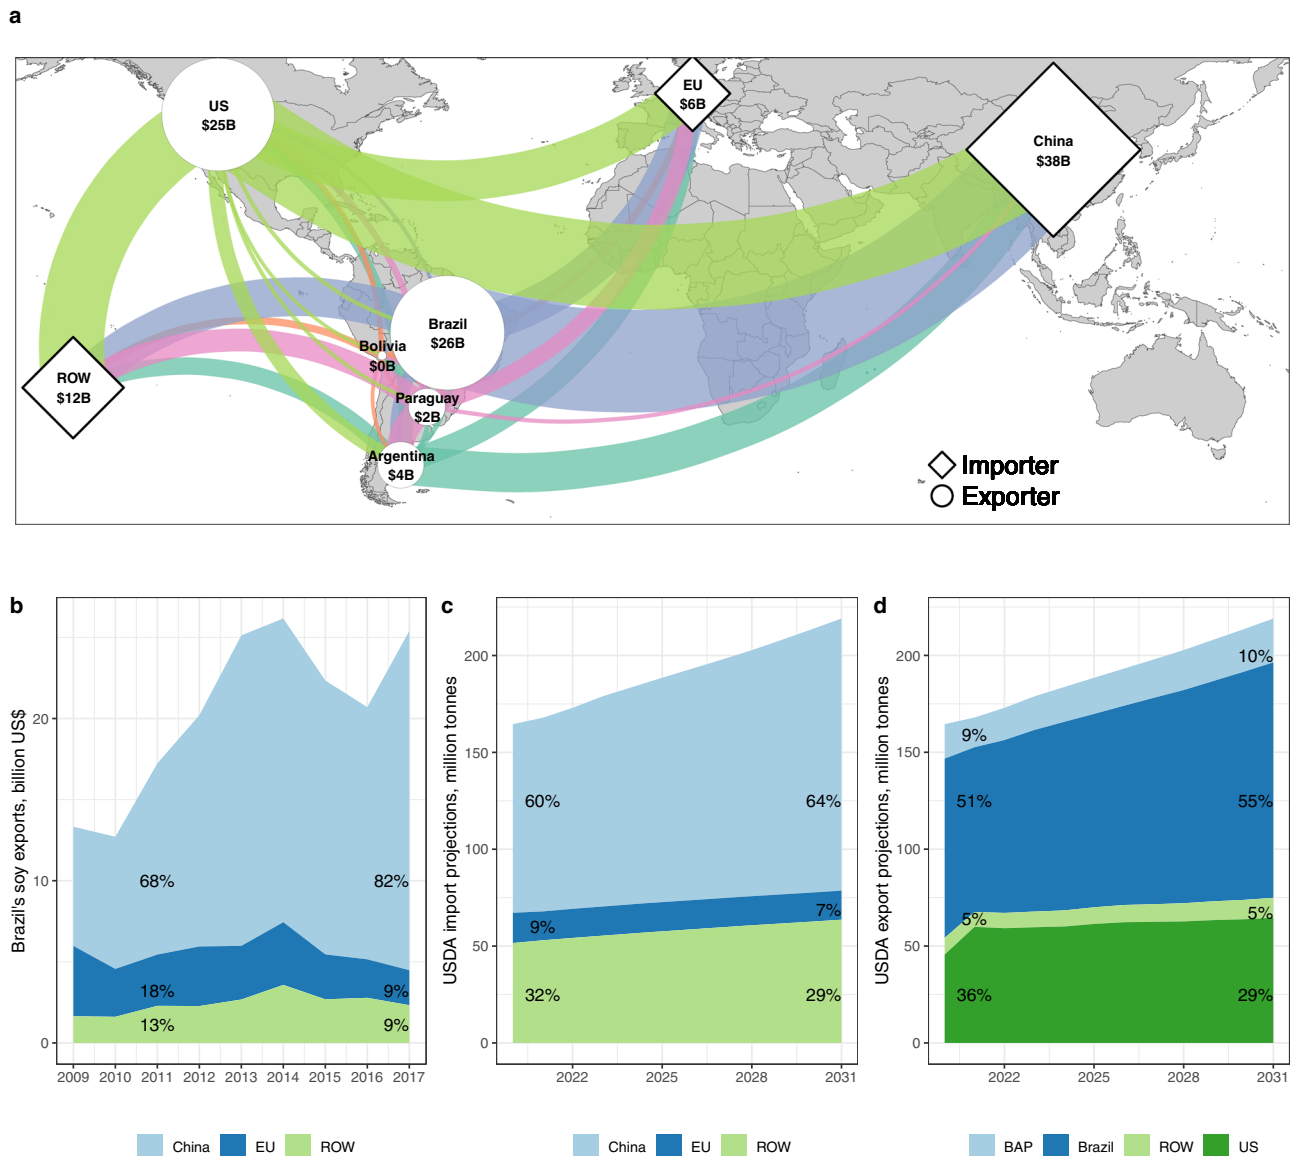 a
US
$25B
EU
$6B
China
$38B
Brazil
$26B
Bolivia
$0B
ROW
$12B
Paraguay
$2B
Argentina
$4B
Importer
Exporter
b
Brazil's soy exports, billion US$
20
10
0
68%
82%
18%
9%
13%
9%
2009 2010 2011 2012 2013 2014 2015 2016 2017
China EU ROW
c
USDA import projections, million tonnes
200
150
100
50
0
60%
64%
9%
7%
32%
29%
2022 2025 2028 2031
China EU ROW
d
USDA export projections, million tonnes
200
150
100
50
0
10%
9%
51%
55%
5%
5%
36%
29%
2022 2025 2028 2031
BAP Brazil ROW US